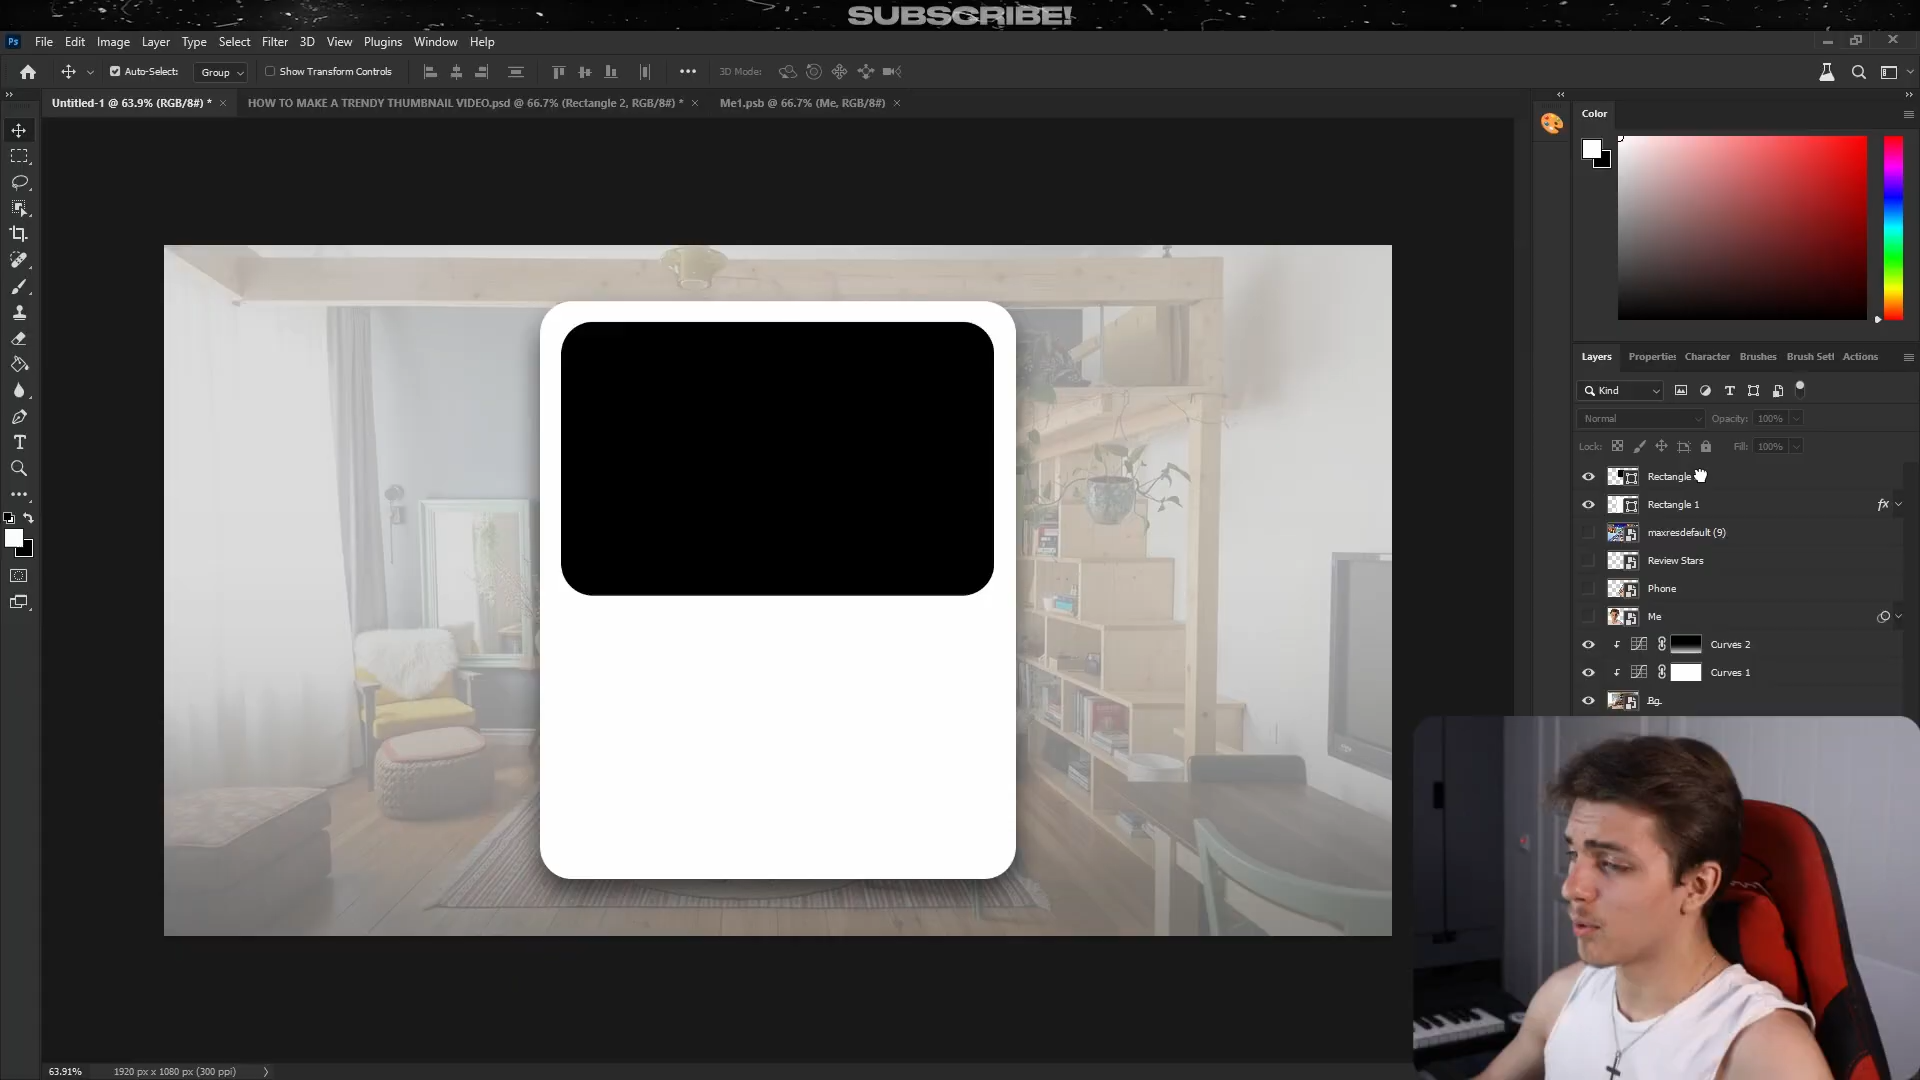 SUBSCRIBE!
Ps File Edit Image Layer Type Select Filter 3D View Plugins Window Help
Auto-Select: Group Show Transform Controls 3D Mode:
Untitled-1 @ 63.9% (RGB/8#) * HOW TO MAKE A TRENDY THUMBNAIL VIDEO.psd @ 66.7% (Rectangle 2, RGB/8#) * Me1.psb @ 66.7% (Me, RGB/8#)
Color
Layers Properties Character Brushes Brush Setti Actions
Kind
Normal Opacity: 100%
Lock: Fill: 100%
Rectangle
Rectangle 1 fx
maxresdefault (9)
Review Stars
Phone
Me
Curves 2
Curves 1
Bg
63.91% 1920 px x 1080 px (300 ppi)